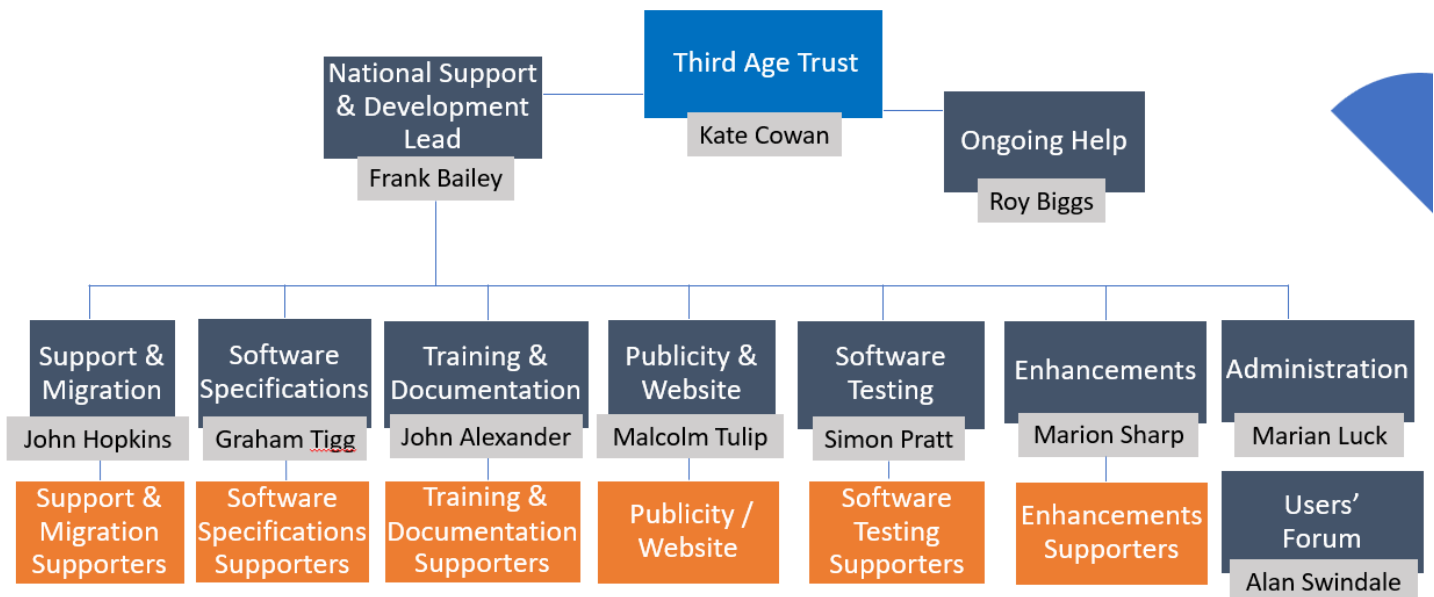 Third Age Trust
Kate Cowan
National Support
& Development
Lead
Frank Bailey
Ongoing Help
Roy Biggs
Support &
Migration
John Hopkins
Software
Specifications
Graham Tigg
Training &
Documentation
John Alexander
Publicity &
Website
Malcolm Tulip
Software
Testing
Simon Pratt
Enhancements
Marion Sharp
Administration
Marian Luck
Support &
Migration
Supporters
Software
Specifications
Supporters
Training &
Documentation
Supporters
Publicity /
Website
Software
Testing
Supporters
Enhancements
Supporters
Users’
Forum
Alan Swindale